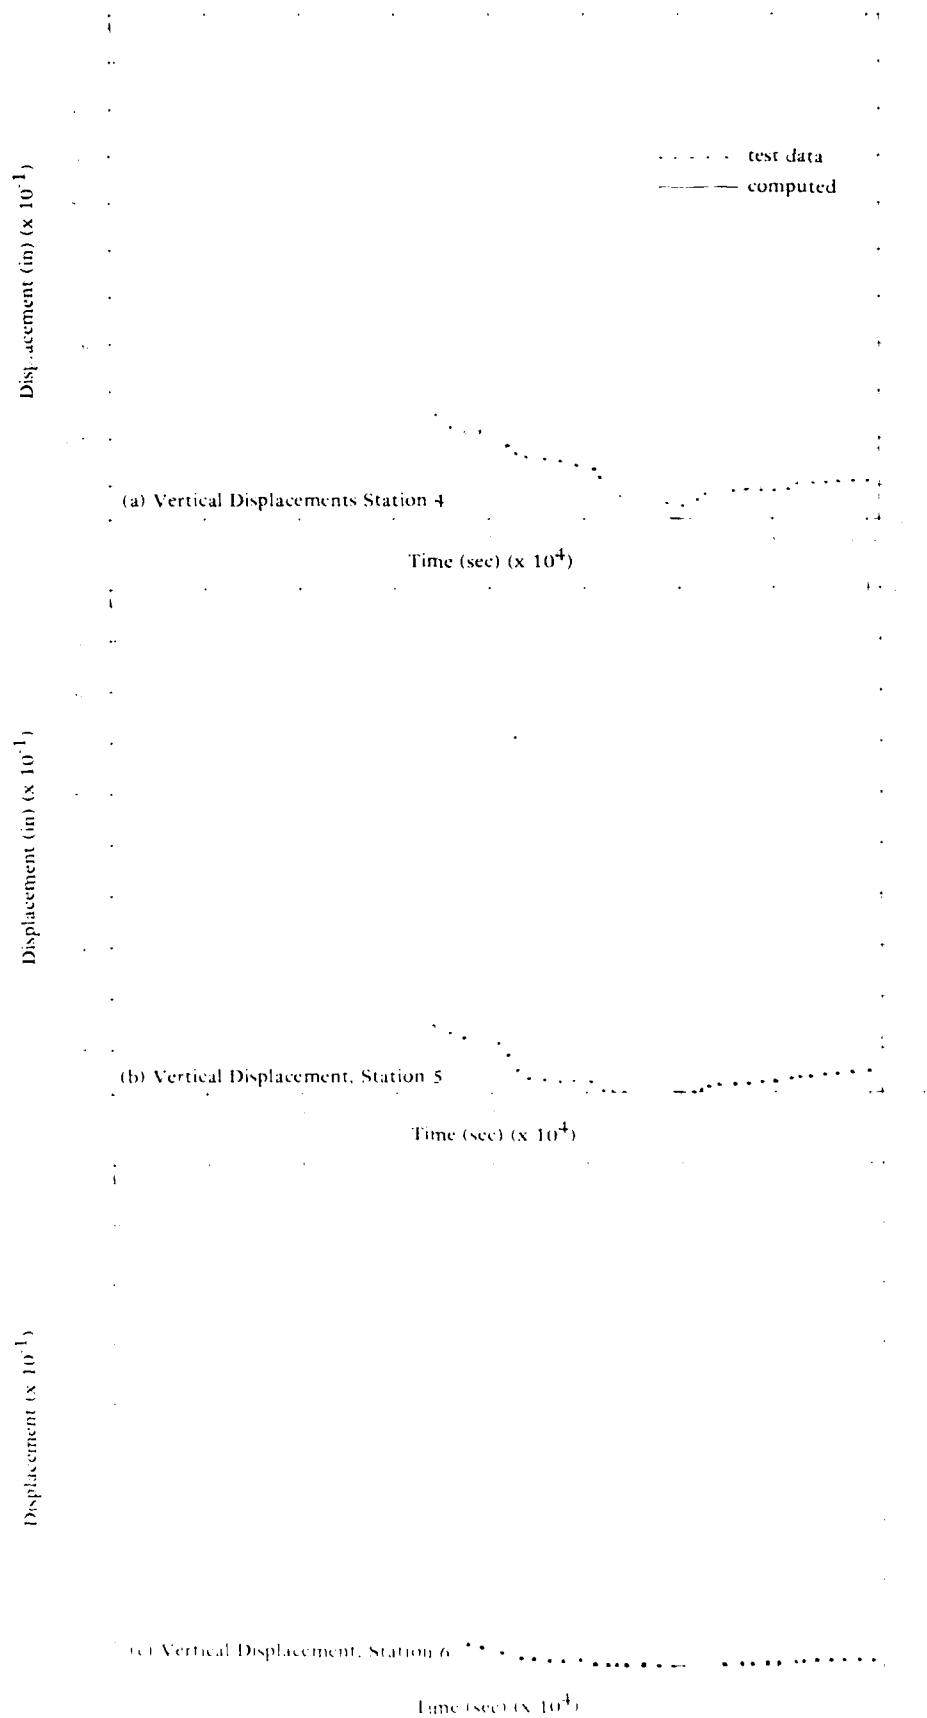 test data
computed
Displacement (in) (x 10⁻¹)
(a) Vertical Displacements Station 4
Time (sec) (x 10⁴)
Displacement (in) (x 10⁻¹)
(b) Vertical Displacement, Station 5
Time (sec) (x 10⁴)
Displacement (x 10⁻¹)
(c) Vertical Displacement, Station 6
Time (sec) (x 10⁴)